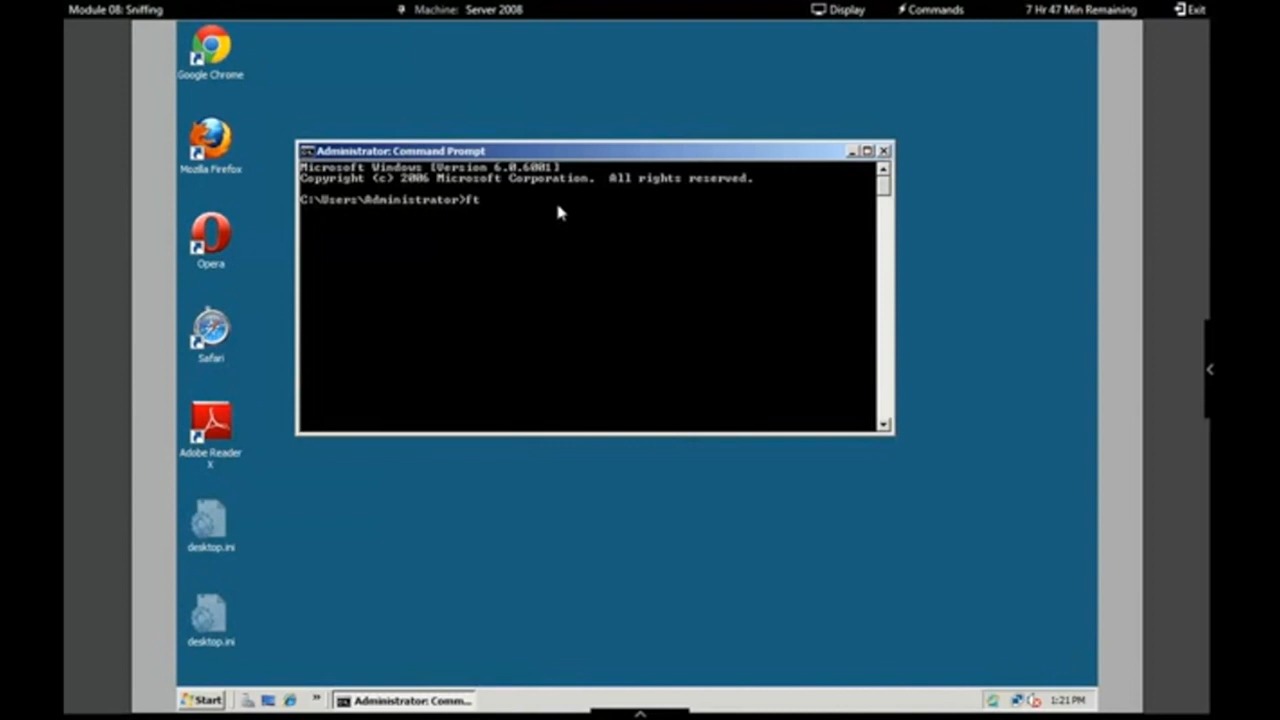 Module 08: Sniffing
Machine: Server 2008
Display
Commands
7 Hr 47 Min Remaining
Exit
Google Chrome
Mozilla Firefox
Opera
Safari
Adobe Reader
X
desktop.ini
desktop.ini
Administrator: Command Prompt
Microsoft Windows [Version 6.0.6001]
Copyright (c) 2006 Microsoft Corporation.  All rights reserved.
C:\Users\Administrator>ft
Start
Administrator: Comm...
1:21 PM